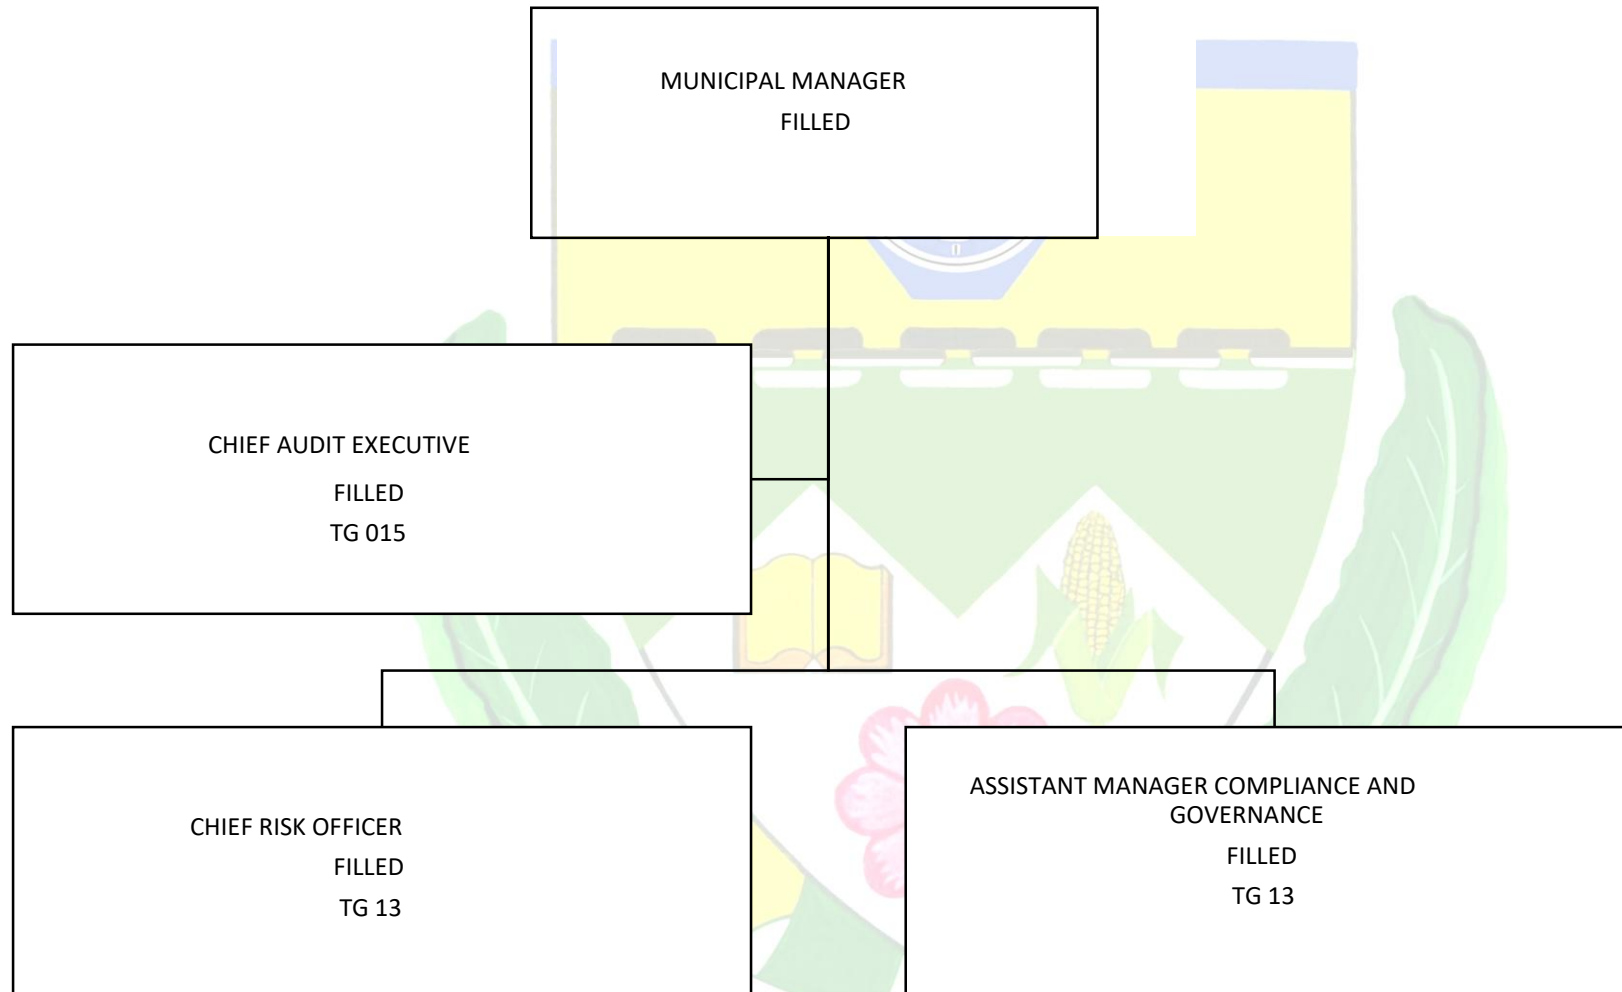 MUNICIPAL MANAGER
FILLED
CHIEF AUDIT EXECUTIVE
FILLED
TG 015
CHIEF RISK OFFICER
FILLED
TG 13
ASSISTANT MANAGER COMPLIANCE AND
GOVERNANCE
FILLED
TG 13